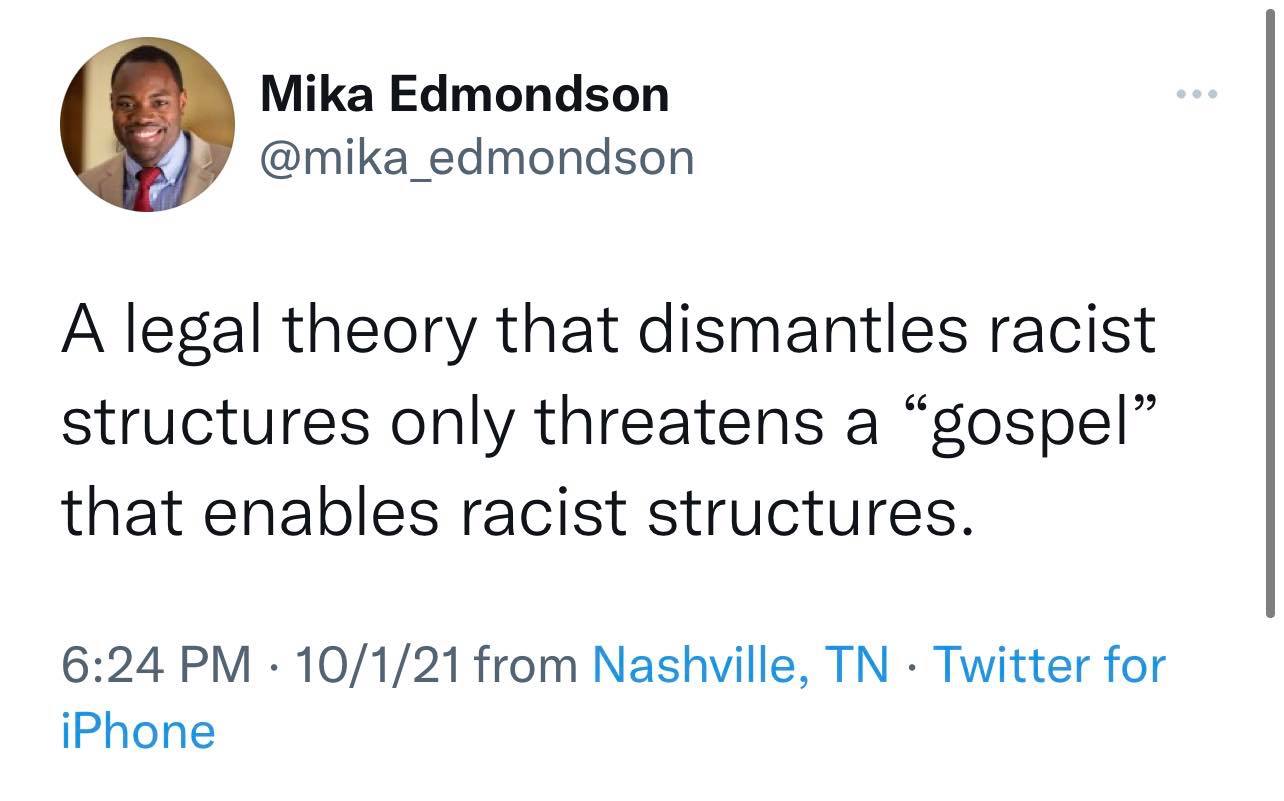 Mika Edmondson
@mika_edmondson
A legal theory that dismantles racist
structures only threatens a “gospel”
that enables racist structures.
6:24 PM · 10/1/21 from Nashville, TN · Twitter for
iPhone